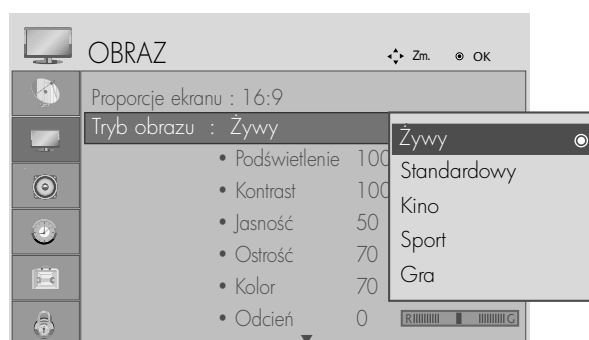 OBRAZ Zm. OK
Proporcje ekranu : 16:9
Tryb obrazu : Żywy
• Podświetlenie 100
• Kontrast 100
• Jasność 50
• Ostrość 70
• Kolor 70
• Odcień 0 R G
Żywy
Standardowy
Kino
Sport
Gra